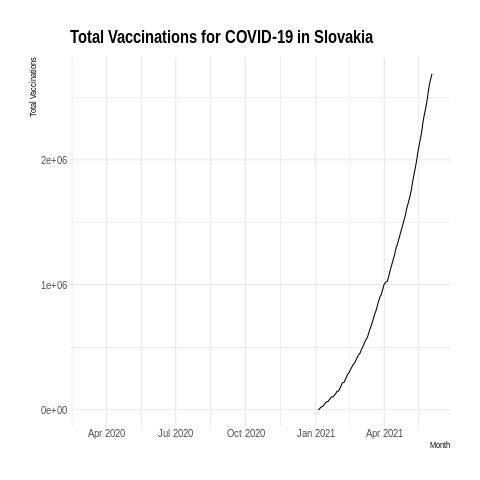 Total Vaccinations for COVID-19 in Slovakia
Total Vaccinations
2e+06
1e+06
0e+00
Apr 2020
Jul 2020
Oct 2020
Jan 2021
Apr 2021
Month